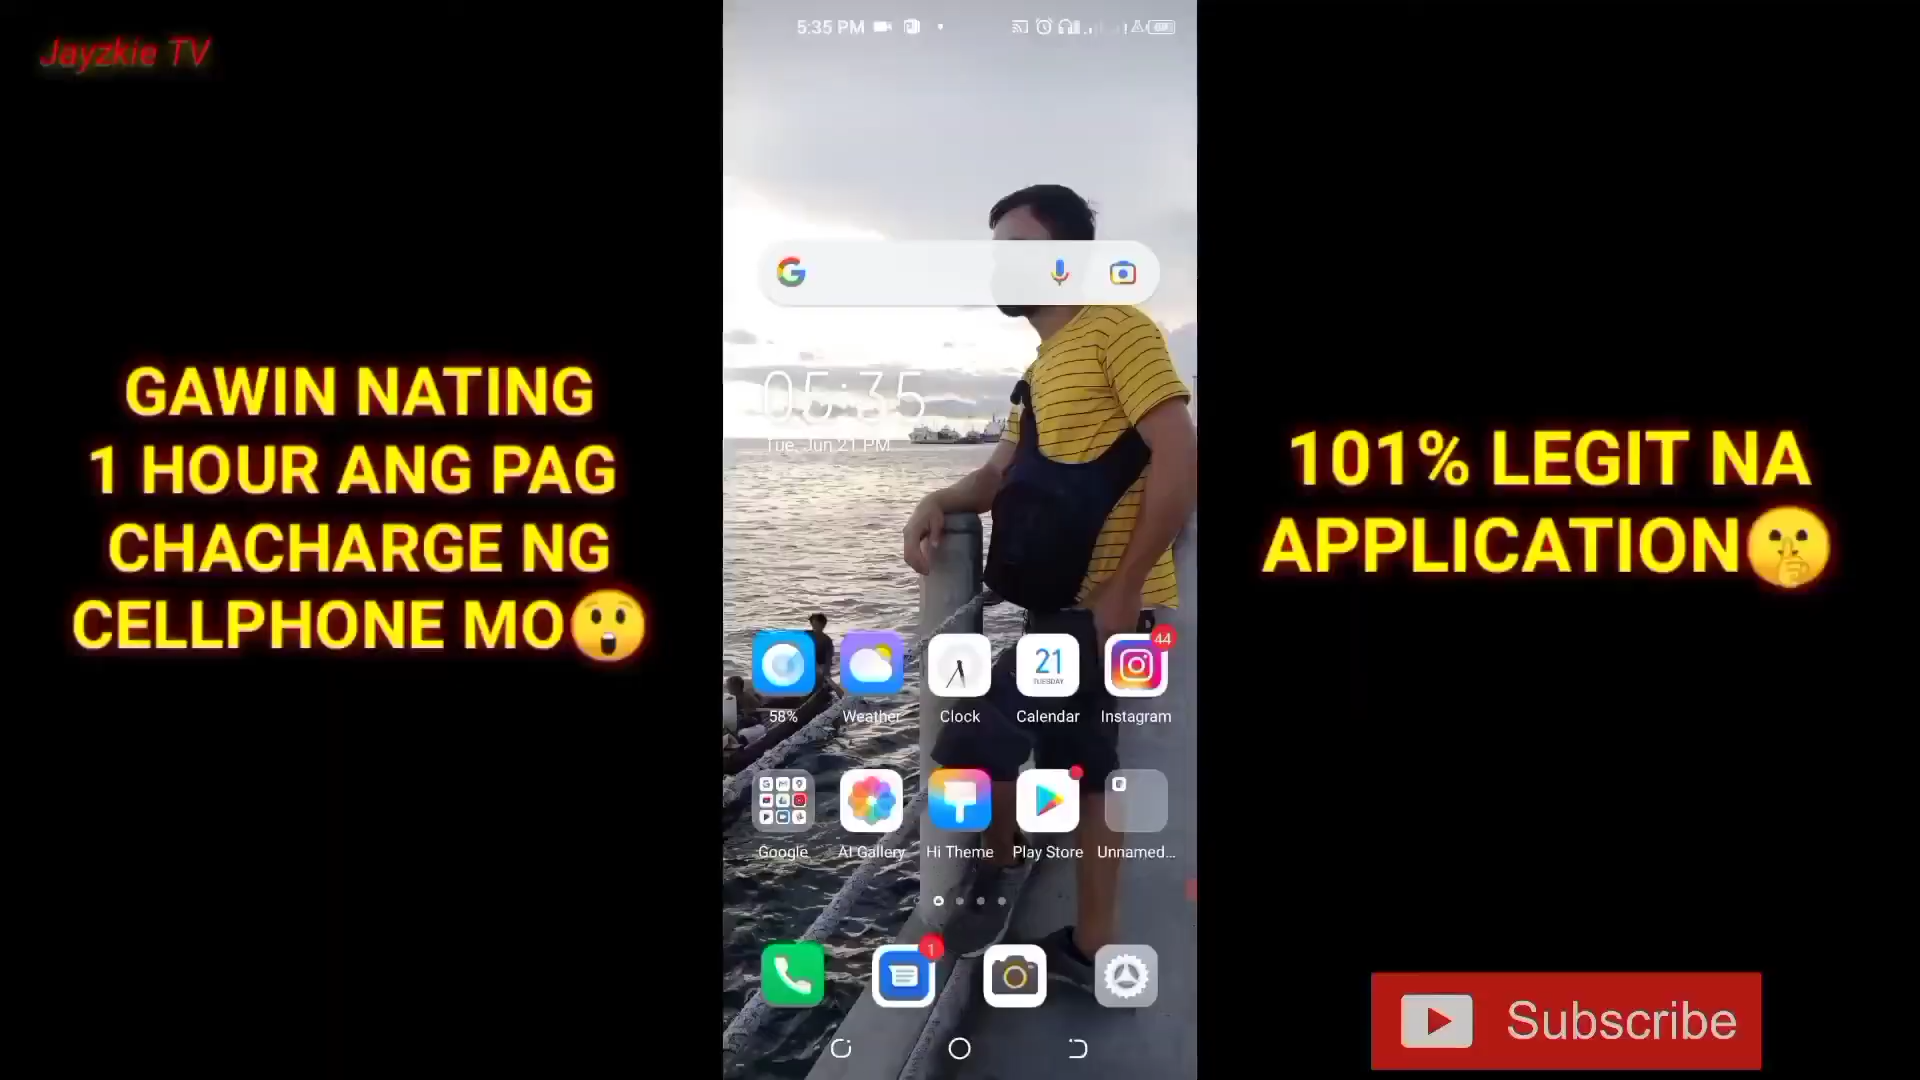 Jayzkie TV
5:35 PM
GAWIN NATING
1 HOUR ANG PAG
CHACHARGE NG
CELLPHONE MO😲
05:35
Tue, Jun 21 PM
101% LEGIT NA
APPLICATION🤫
44
21
TUESDAY
58%
Weather
Clock
Calendar
Instagram
Google
AI Gallery
Hi Theme
Play Store
Unnamed...
1
Subscribe